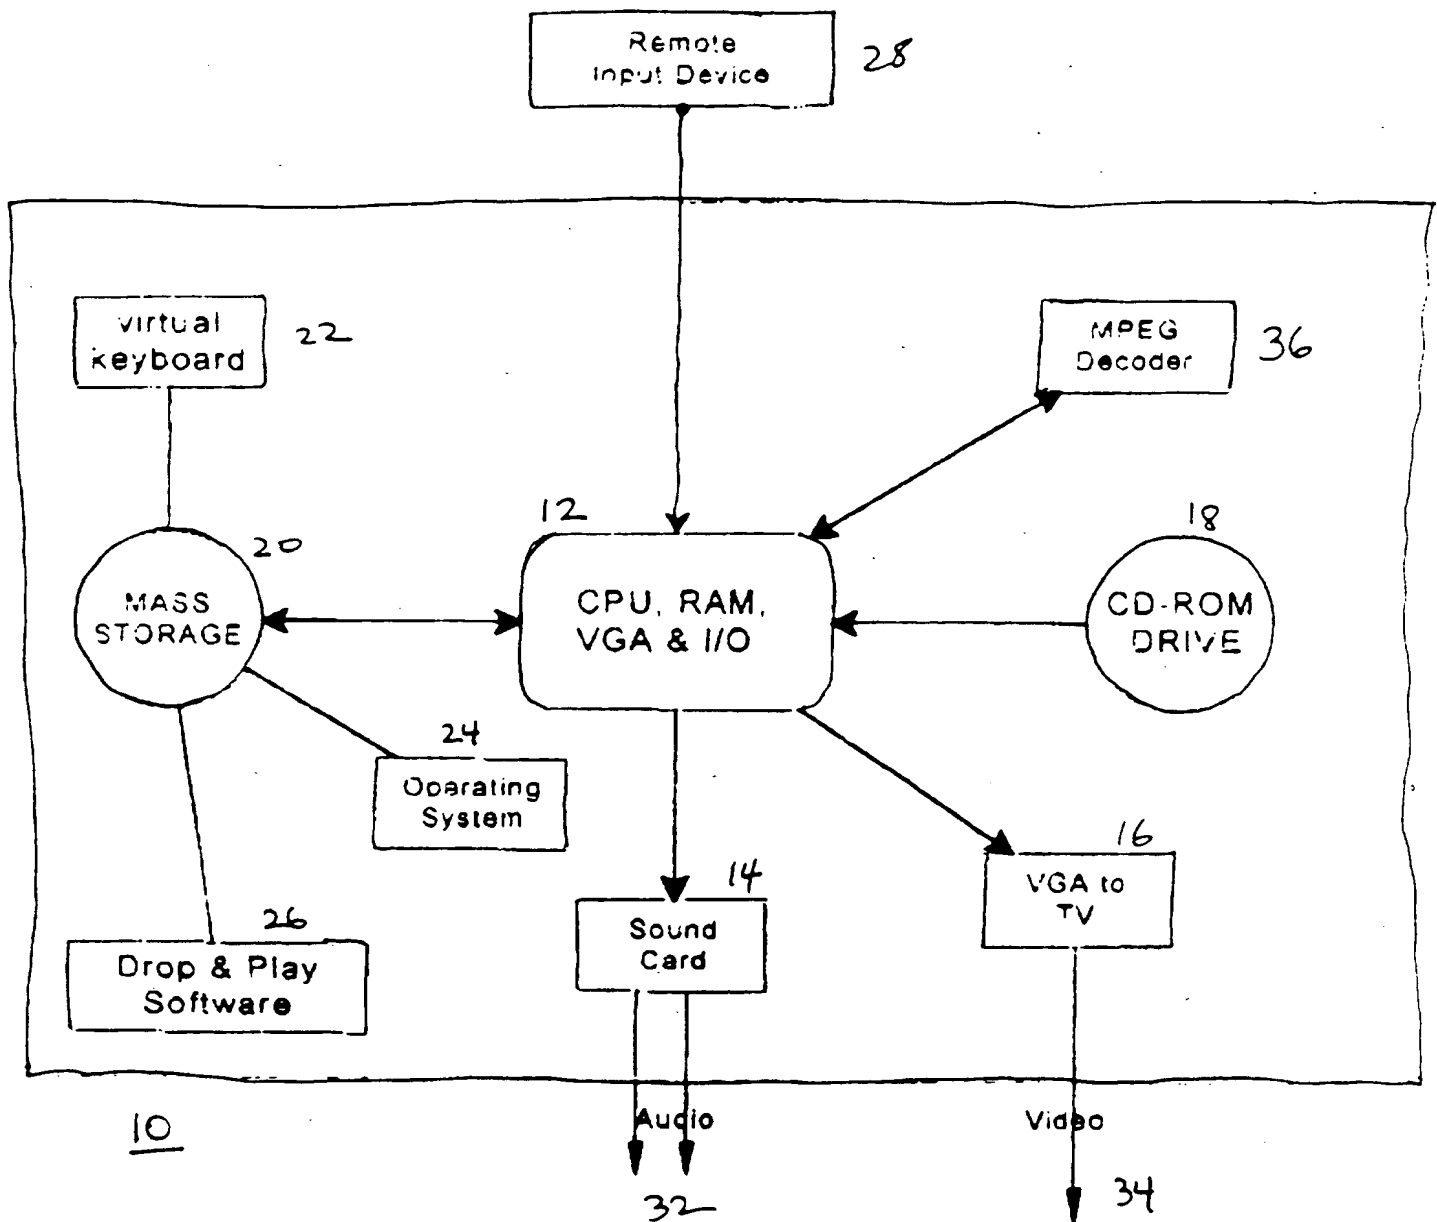 Remote
Input Device
28
virtual
keyboard
22
MPEG
Decoder
36
12
18
20
MASS
STORAGE
CPU, RAM,
VGA & I/O
CD-ROM
DRIVE
24
Operating
System
16
VGA to
TV
14
Sound
Card
26
Drop & Play
Software
10
Audio
Video
32
34